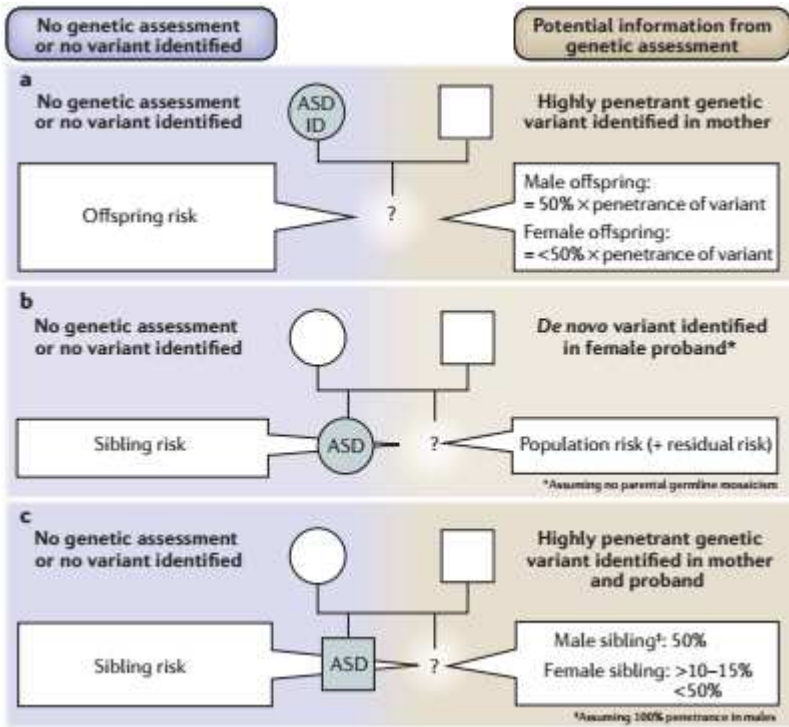 No genetic assessment
or no variant identified
Potential information from
genetic assessment
a
No genetic assessment
or no variant identified
ASD
ID
Highly penetrant genetic
variant identified in mother
Offspring risk
?
Male offspring:
= 50% × penetrance of variant
Female offspring:
= <50% × penetrance of variant
b
No genetic assessment
or no variant identified
De novo variant identified
in female proband*
Sibling risk
ASD
?
Population risk (+ residual risk)
*Assuming no parental germline mosaicism
c
No genetic assessment
or no variant identified
Highly penetrant genetic
variant identified in mother
and proband
Sibling risk
ASD
?
Male sibling‡: 50%
Female sibling: >10–15%
<50%
‡Assuming 100% penetrance in males